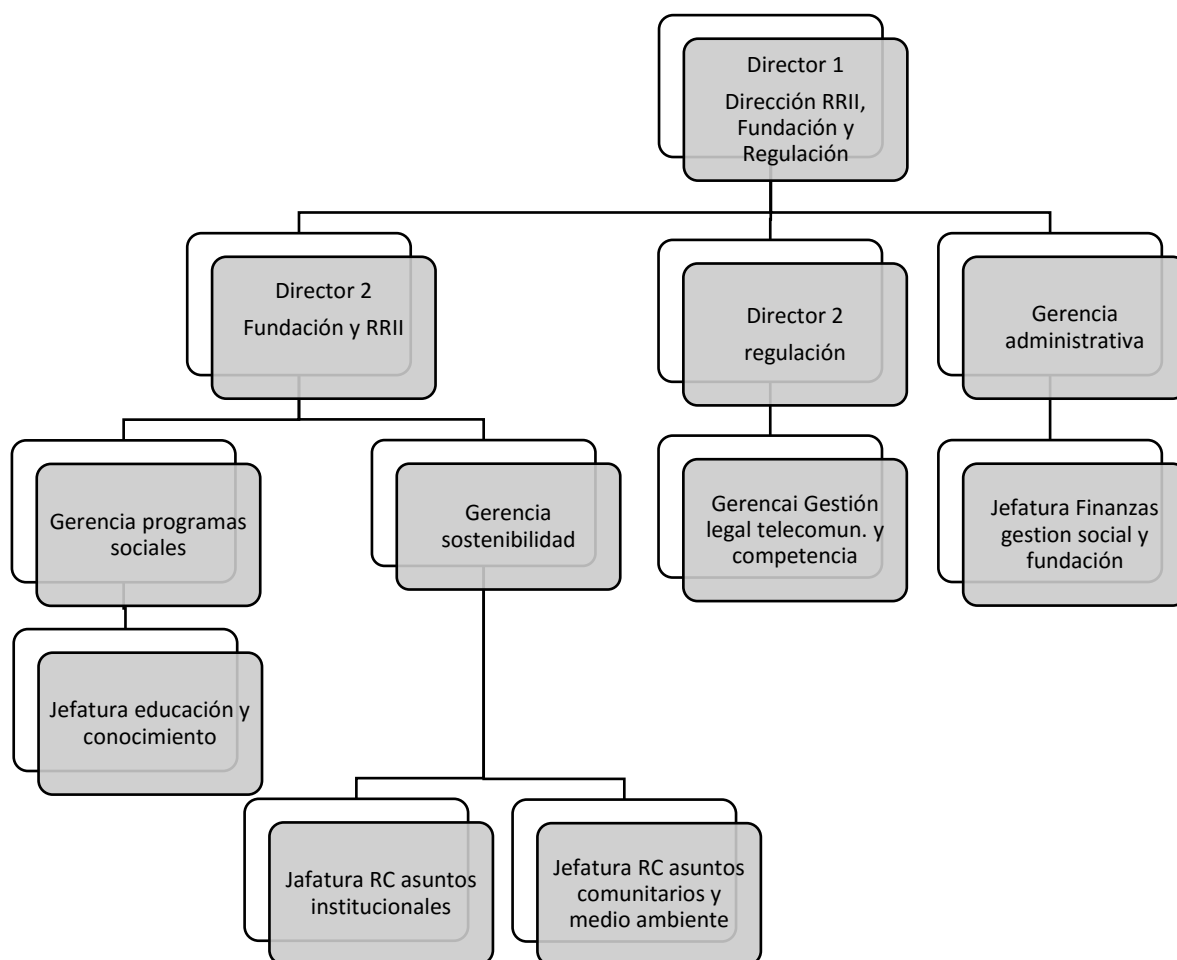 Director 1
Dirección RRII,
Fundación y
Regulación
Director 2
Fundación y RRII
Director 2
regulación
Gerencia
administrativa
Gerencia programas
sociales
Gerencia
sostenibilidad
Gerencai Gestión
legal telecomun. y
competencia
Jefatura Finanzas
gestion social y
fundación
Jefatura educación y
conocimiento
Jafatura RC asuntos
institucionales
Jefatura RC asuntos
comunitarios y
medio ambiente